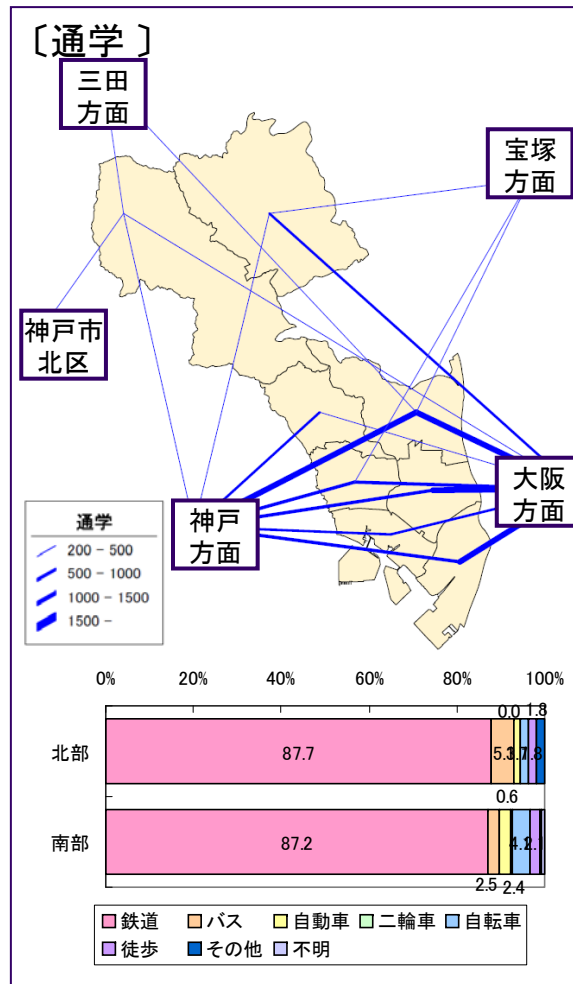 〔通学 〕
三田
方面
宝塚
方面
神戸市
北区
神戸
方面
大阪
方面
通学
200 - 500
500 - 1000
1000 - 1500
1500 -
0% 20% 40% 60% 80% 100%
0.0 1.8
北部 87.7
0.6
南部 87.2
2.5 2.4
鉄道 バス 自動車 二輪車 自転車
徒歩 その他 不明